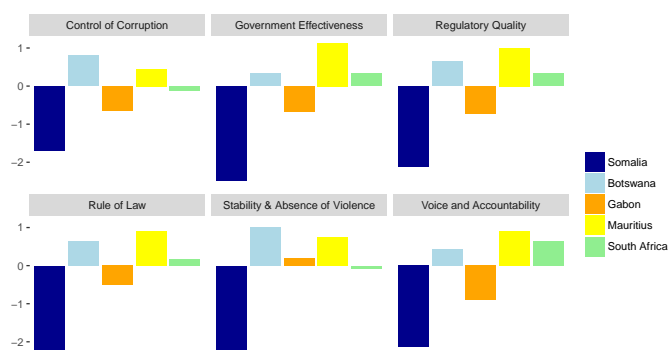 Control of Corruption
Government Effectiveness
Regulatory Quality
1
0
−1
−2
Rule of Law
Stability & Absence of Violence
Voice and Accountability
1
0
−1
−2
Somalia
Botswana
Gabon
Mauritius
South Africa